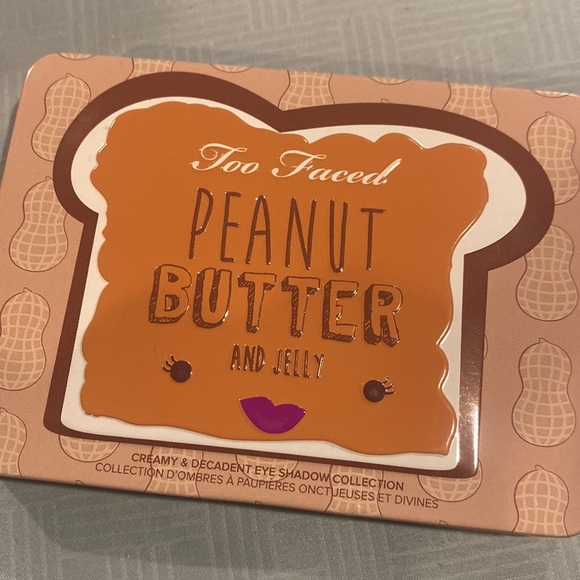 Too Faced
PEANUT
BUTTER
AND JELLY
CREAMY & DECADENT EYE SHADOW COLLECTION
COLLECTION D'OMBRES À PAUPIÈRES ONCTUEUSES ET DIVINES